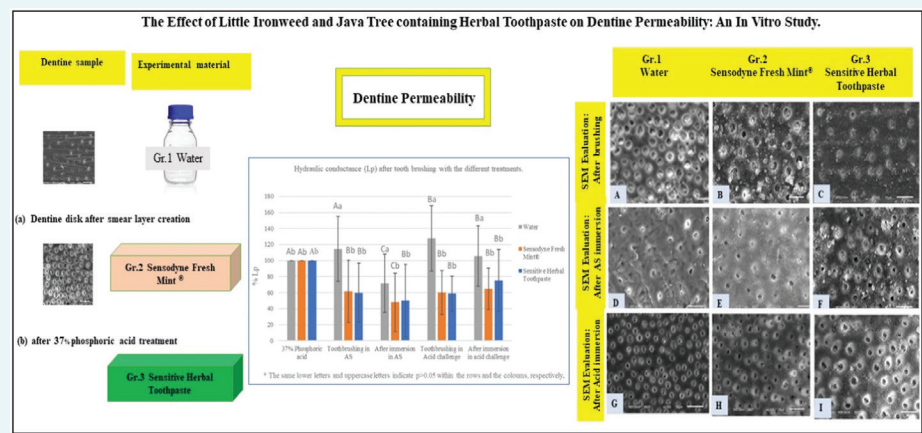 The Effect of Little Ironweed and Java Tree containing Herbal Toothpaste on Dentine Permeability: An In Vitro Study.
Dentine sample
Experimental material
Gr.1 Water
(a) Dentine disk after smear layer creation
Gr.2 Sensodyne Fresh
Mint ®
(b) after 37% phosphoric acid treatment
Gr.3 Sensitive Herbal
Toothpaste
Dentine Permeability
Hydraulic conductance (Lp) after tooth brushing with the different treatments.
% Lp
180
160
140
120
100
80
60
40
20
0
Ab Ab Ab
Aa Bb Bb
Ca Cb Bb
Ba Bb Bb
Ba Bb Bb
Water
Sensodyne Fresh
Mint®
Sensitive Herbal
Toothpaste
37% Phosphoric
acid
Toothbrushing in
AS
After immersion
in AS
Toothbrushing in
Acid challenge
After immersion
in acid challenge
* The same lower letters and uppercase letters indicate p>0.05 within the rows and the columns, respectively.
Gr.1
Water
Gr.2
Sensodyne Fresh Mint®
Gr.3
Sensitive Herbal
Toothpaste
SEM Evaluation:
After brushing
A
B
C
SEM Evaluation:
After AS immersion
D
E
F
SEM Evaluation:
After Acid immersion
G
H
I